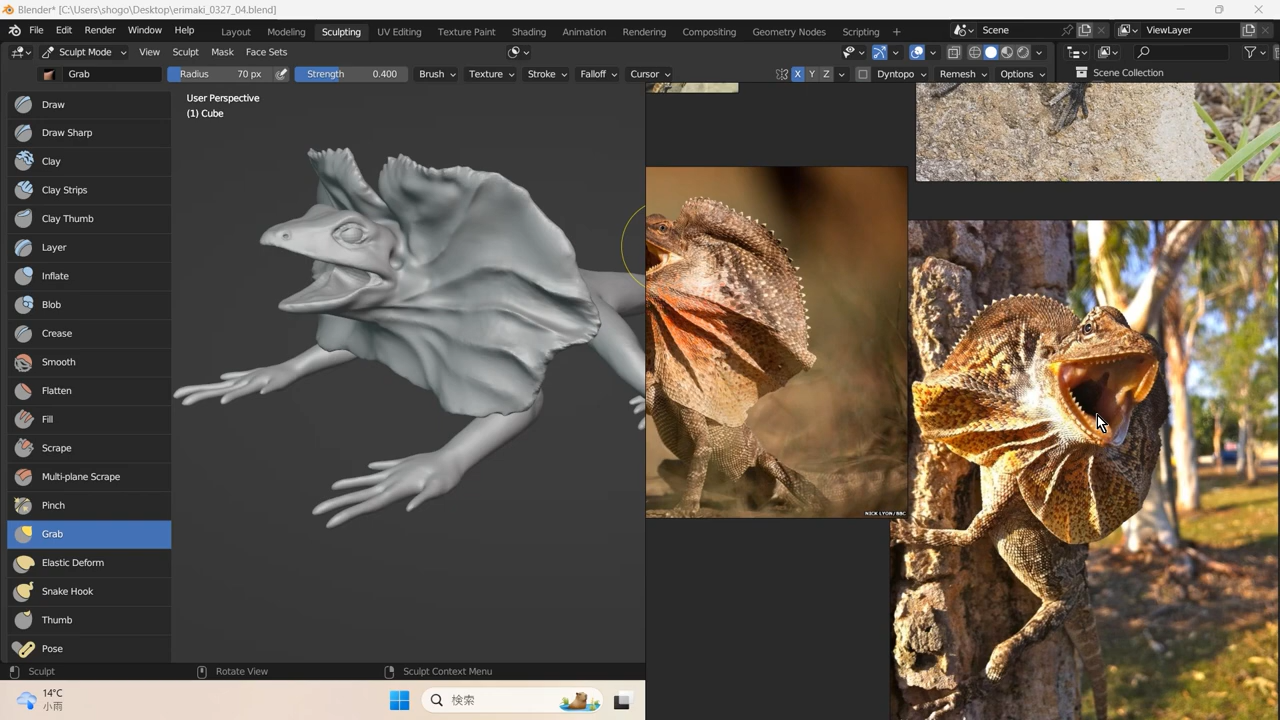 Blender* [C:\Users\shogo\Desktop\erimaki_0327_04.blend]
File Edit Render Window Help Layout Modeling Sculpting UV Editing Texture Paint Shading Animation Rendering Compositing Geometry Nodes Scripting + Scene ViewLayer
Sculpt Mode View Sculpt Mask Face Sets
Grab Radius 70 px Strength 0.400 Brush Texture Stroke Falloff Cursor X Y Z Dyntopo Remesh Options Scene Collection
User Perspective
(1) Cube
Draw
Draw Sharp
Clay
Clay Strips
Clay Thumb
Layer
Inflate
Blob
Crease
Smooth
Flatten
Fill
Scrape
Multi-plane Scrape
Pinch
Grab
Elastic Deform
Snake Hook
Thumb
Pose
NICK LYON/BBC
Sculpt Rotate View Sculpt Context Menu
14°C
小雨
検索